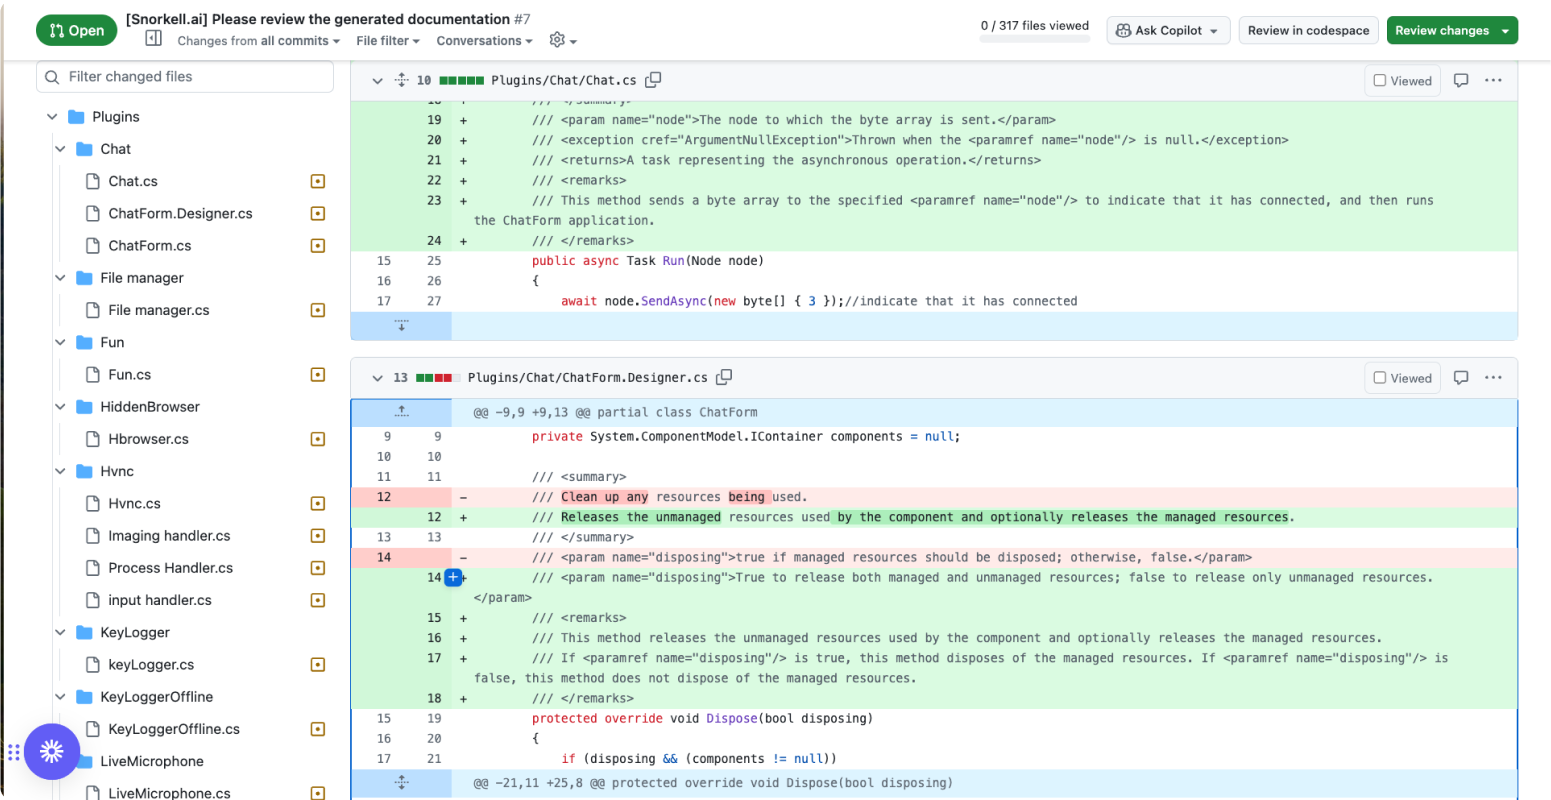 Open
[Snorkell.ai] Please review the generated documentation #7
Changes from all commits
File filter
Conversations
0 / 317 files viewed
Ask Copilot
Review in codespace
Review changes
Filter changed files
Plugins
Chat
Chat.cs
ChatForm.Designer.cs
ChatForm.cs
File manager
File manager.cs
Fun
Fun.cs
HiddenBrowser
Hbrowser.cs
Hvnc
Hvnc.cs
Imaging handler.cs
Process Handler.cs
input handler.cs
KeyLogger
keyLogger.cs
KeyLoggerOffline
KeyLoggerOffline.cs
LiveMicrophone
LiveMicrophone.cs
10 Plugins/Chat/Chat.cs
Viewed
18 + /// </summary>
19 + /// <param name="node">The node to which the byte array is sent.</param>
20 + /// <exception cref="ArgumentNullException">Thrown when the <paramref name="node"/> is null.</exception>
21 + /// <returns>A task representing the asynchronous operation.</returns>
22 + /// <remarks>
23 + /// This method sends a byte array to the specified <paramref name="node"/> to indicate that it has connected, and then runs
the ChatForm application.
24 + /// </remarks>
15 25 public async Task Run(Node node)
16 26 {
17 27 await node.SendAsync(new byte[] { 3 });//indicate that it has connected
13 Plugins/Chat/ChatForm.Designer.cs
Viewed
@@ -9,9 +9,13 @@ partial class ChatForm
9 9 private System.ComponentModel.IContainer components = null;
10 10
11 11 /// <summary>
12 - /// Clean up any resources being used.
12 + /// Releases the unmanaged resources used by the component and optionally releases the managed resources.
13 13 /// </summary>
14 - /// <param name="disposing">true if managed resources should be disposed; otherwise, false.</param>
14 + /// <param name="disposing">True to release both managed and unmanaged resources; false to release only unmanaged resources.
</param>
15 + /// <remarks>
16 + /// This method releases the unmanaged resources used by the component and optionally releases the managed resources.
17 + /// If <paramref name="disposing"/> is true, this method disposes of the managed resources. If <paramref name="disposing"/> is
false, this method does not dispose of the managed resources.
18 + /// </remarks>
15 19 protected override void Dispose(bool disposing)
16 20 {
17 21 if (disposing && (components != null))
@@ -21,11 +25,8 @@ protected override void Dispose(bool disposing)